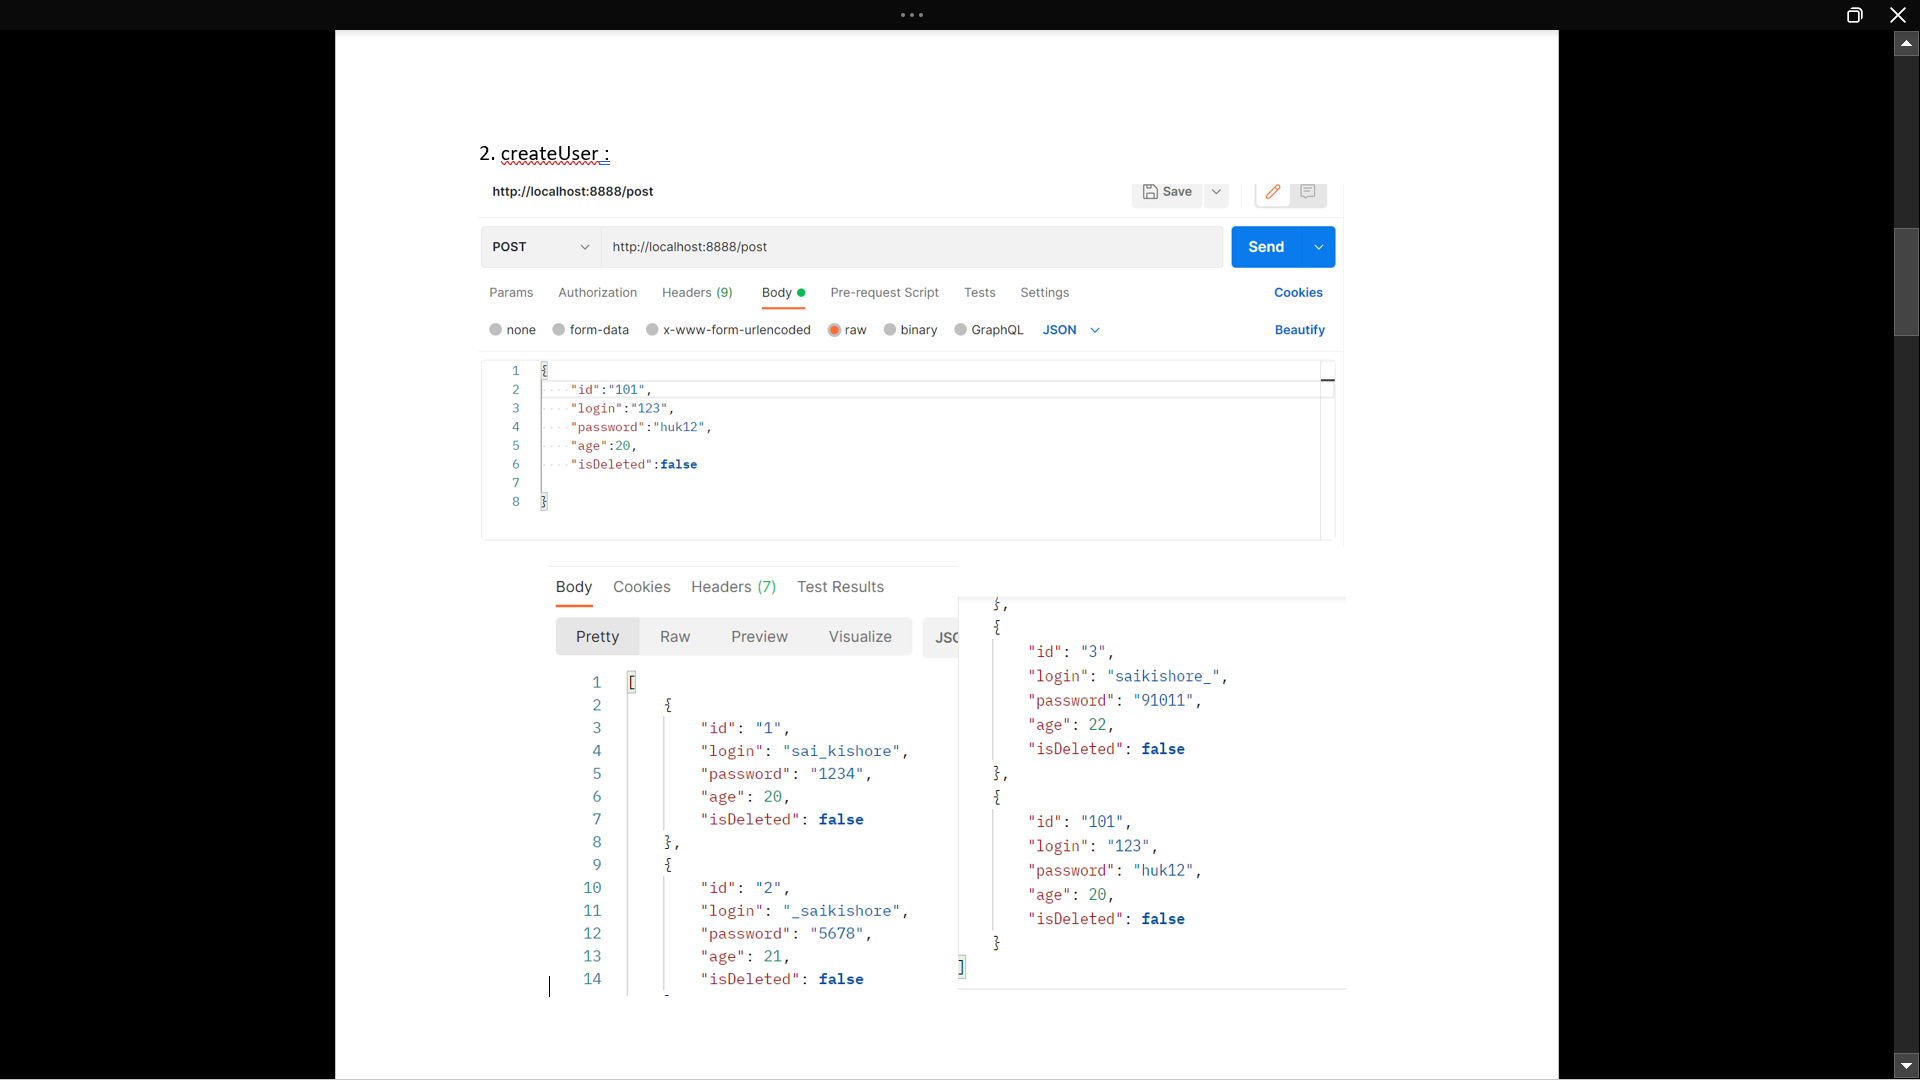 2. createUser :
http://localhost:8888/post
Save
POST
http://localhost:8888/post
Send
Params Authorization Headers (9) Body Pre-request Script Tests Settings Cookies
none form-data x-www-form-urlencoded raw binary GraphQL JSON Beautify
1 {
2 "id":"101",
3 "login":"123",
4 "password":"huk12",
5 "age":20,
6 "isDeleted":false
7
8 }
Body Cookies Headers (7) Test Results
Pretty Raw Preview Visualize
1 [
2 {
3 "id": "1",
4 "login": "sai_kishore",
5 "password": "1234",
6 "age": 20,
7 "isDeleted": false
8 },
9 {
10 "id": "2",
11 "login": "_saikishore",
12 "password": "5678",
13 "age": 21,
14 "isDeleted": false
},
{
"id": "3",
"login": "saikishore_",
"password": "91011",
"age": 22,
"isDeleted": false
},
{
"id": "101",
"login": "123",
"password": "huk12",
"age": 20,
"isDeleted": false
}
]